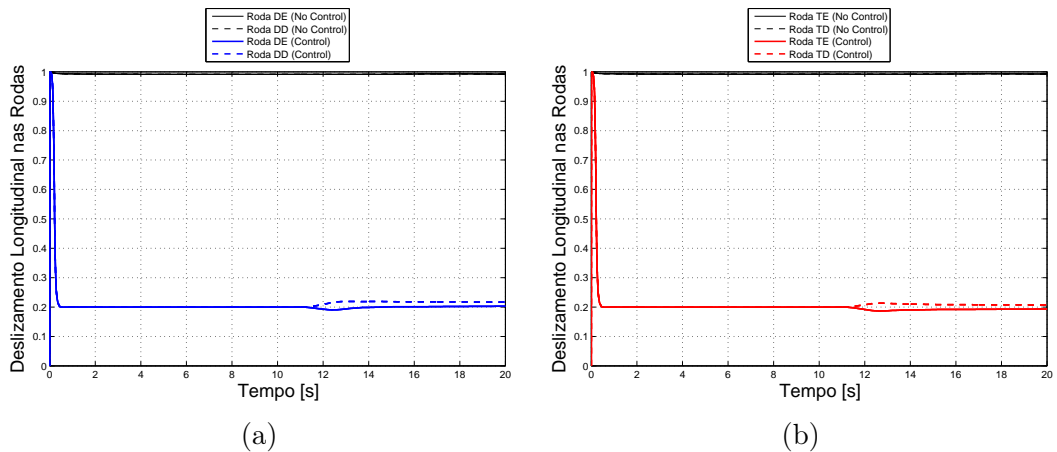 Roda DE (No Control)
Roda DD (No Control)
Roda DE (Control)
Roda DD (Control)
Deslizamento Longitudinal nas Rodas
1
0.9
0.8
0.7
0.6
0.5
0.4
0.3
0.2
0.1
0
0 2 4 6 8 10 12 14 16 18 20
Tempo [s]
(a)
Roda TE (No Control)
Roda TD (No Control)
Roda TE (Control)
Roda TD (Control)
Deslizamento Longitudinal nas Rodas
1
0.9
0.8
0.7
0.6
0.5
0.4
0.3
0.2
0.1
0
0 2 4 6 8 10 12 14 16 18 20
Tempo [s]
(b)